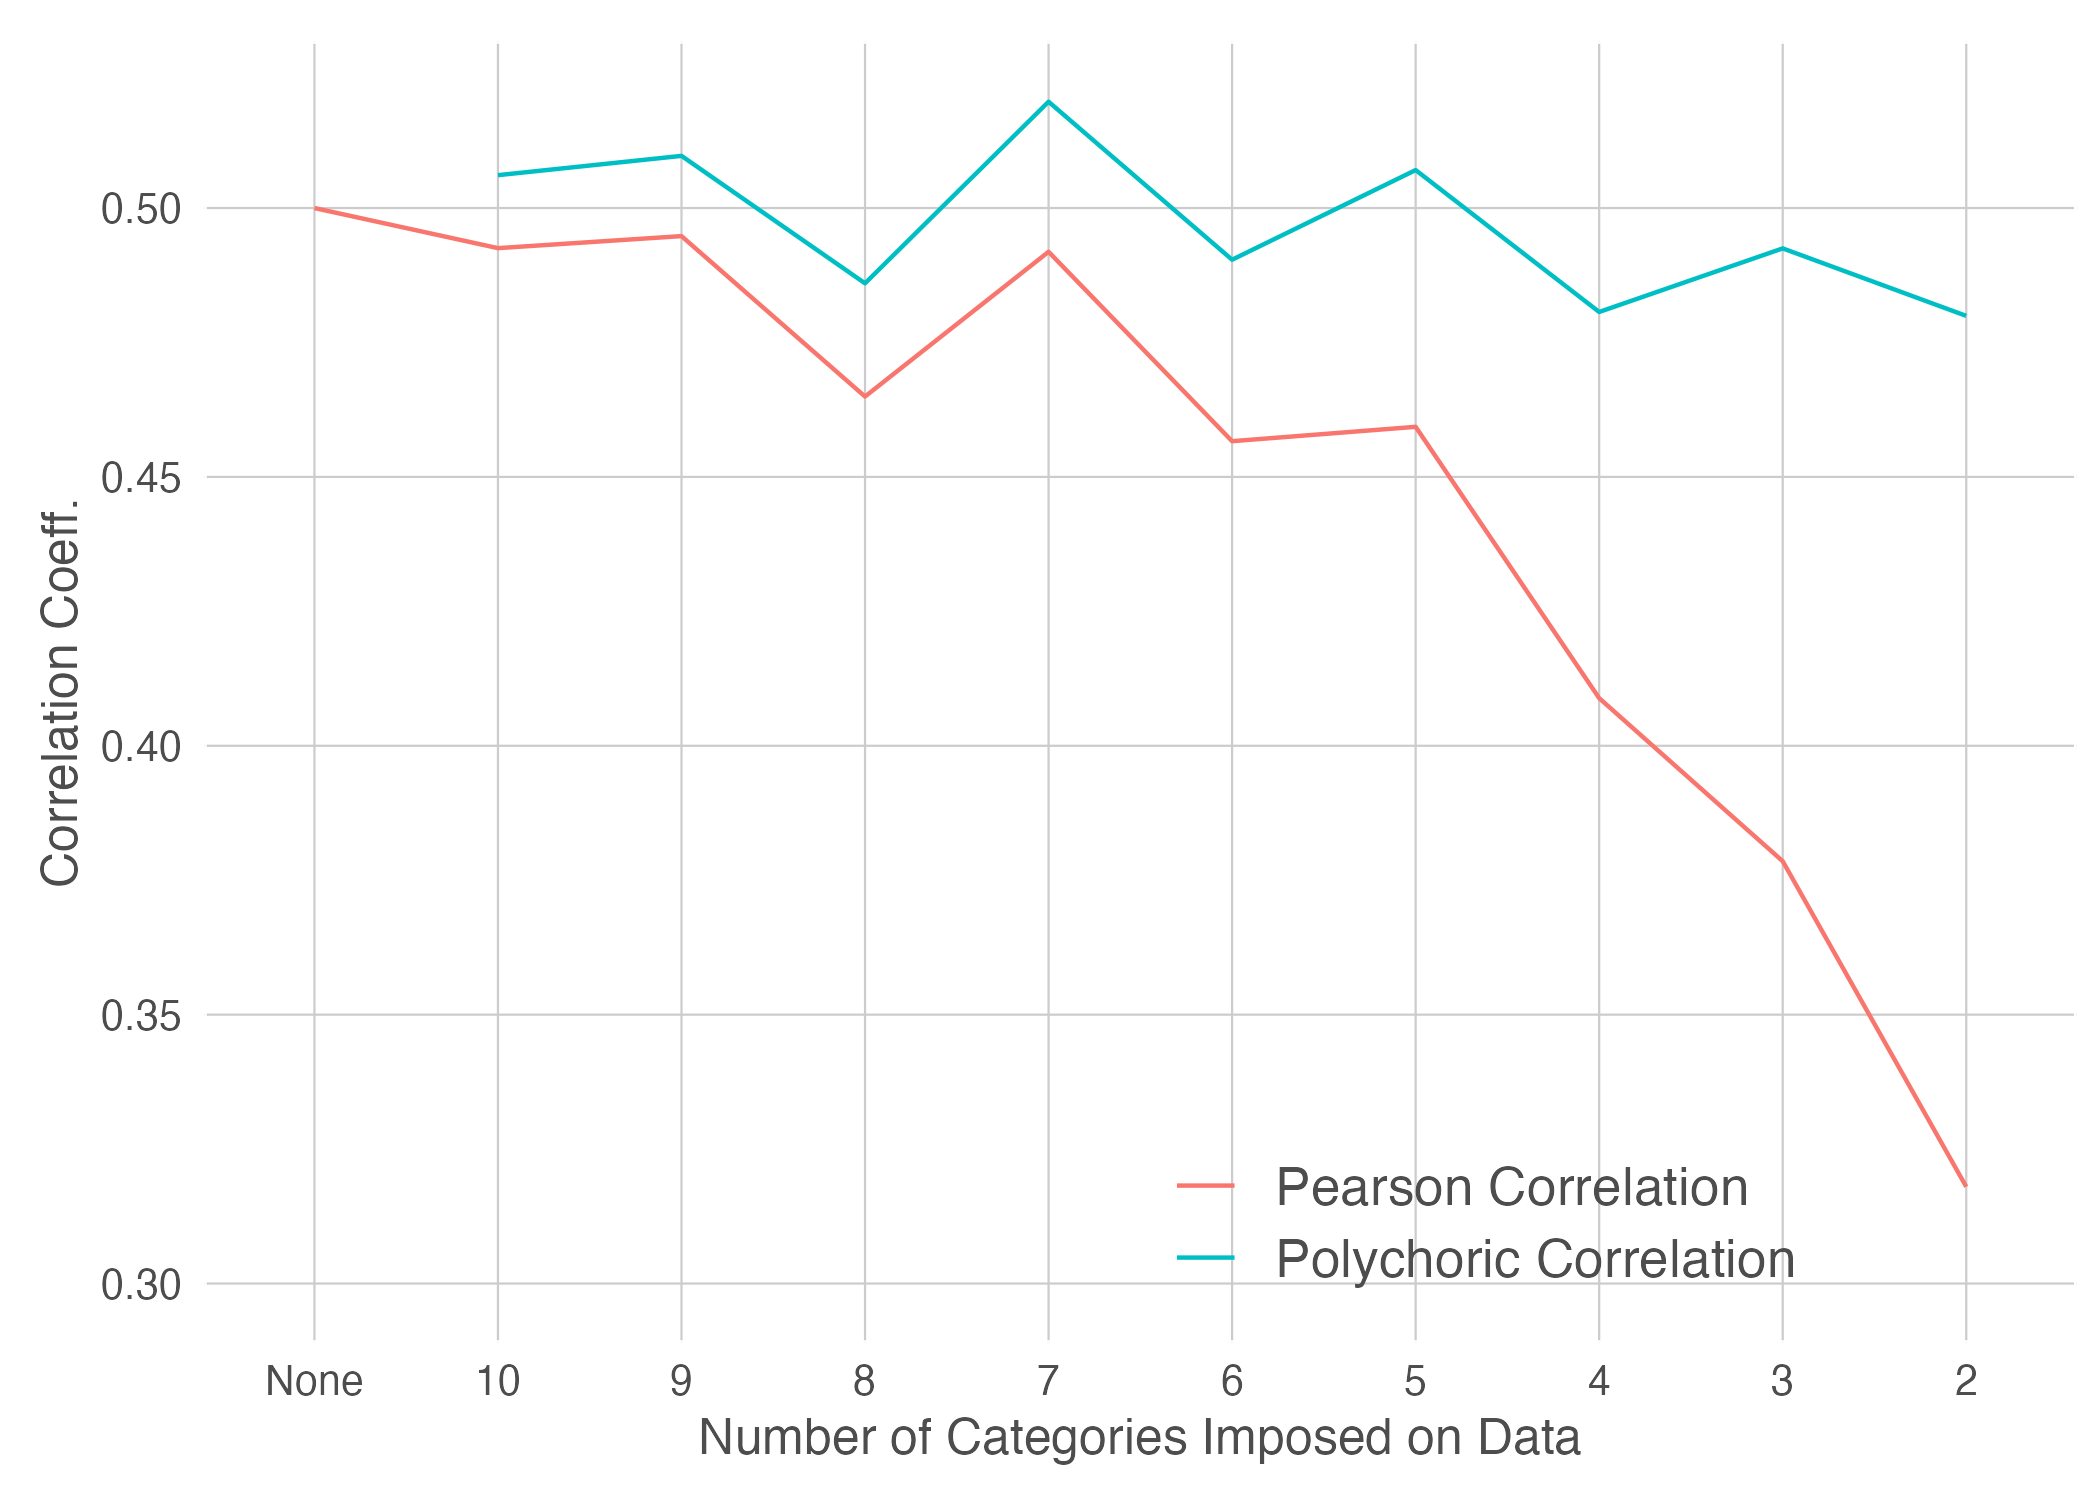 0.50
0.45
0.40
0.35
0.30
Correlation Coeff.
Pearson Correlation
Polychoric Correlation
None 10 9 8 7 6 5 4 3 2
Number of Categories Imposed on Data